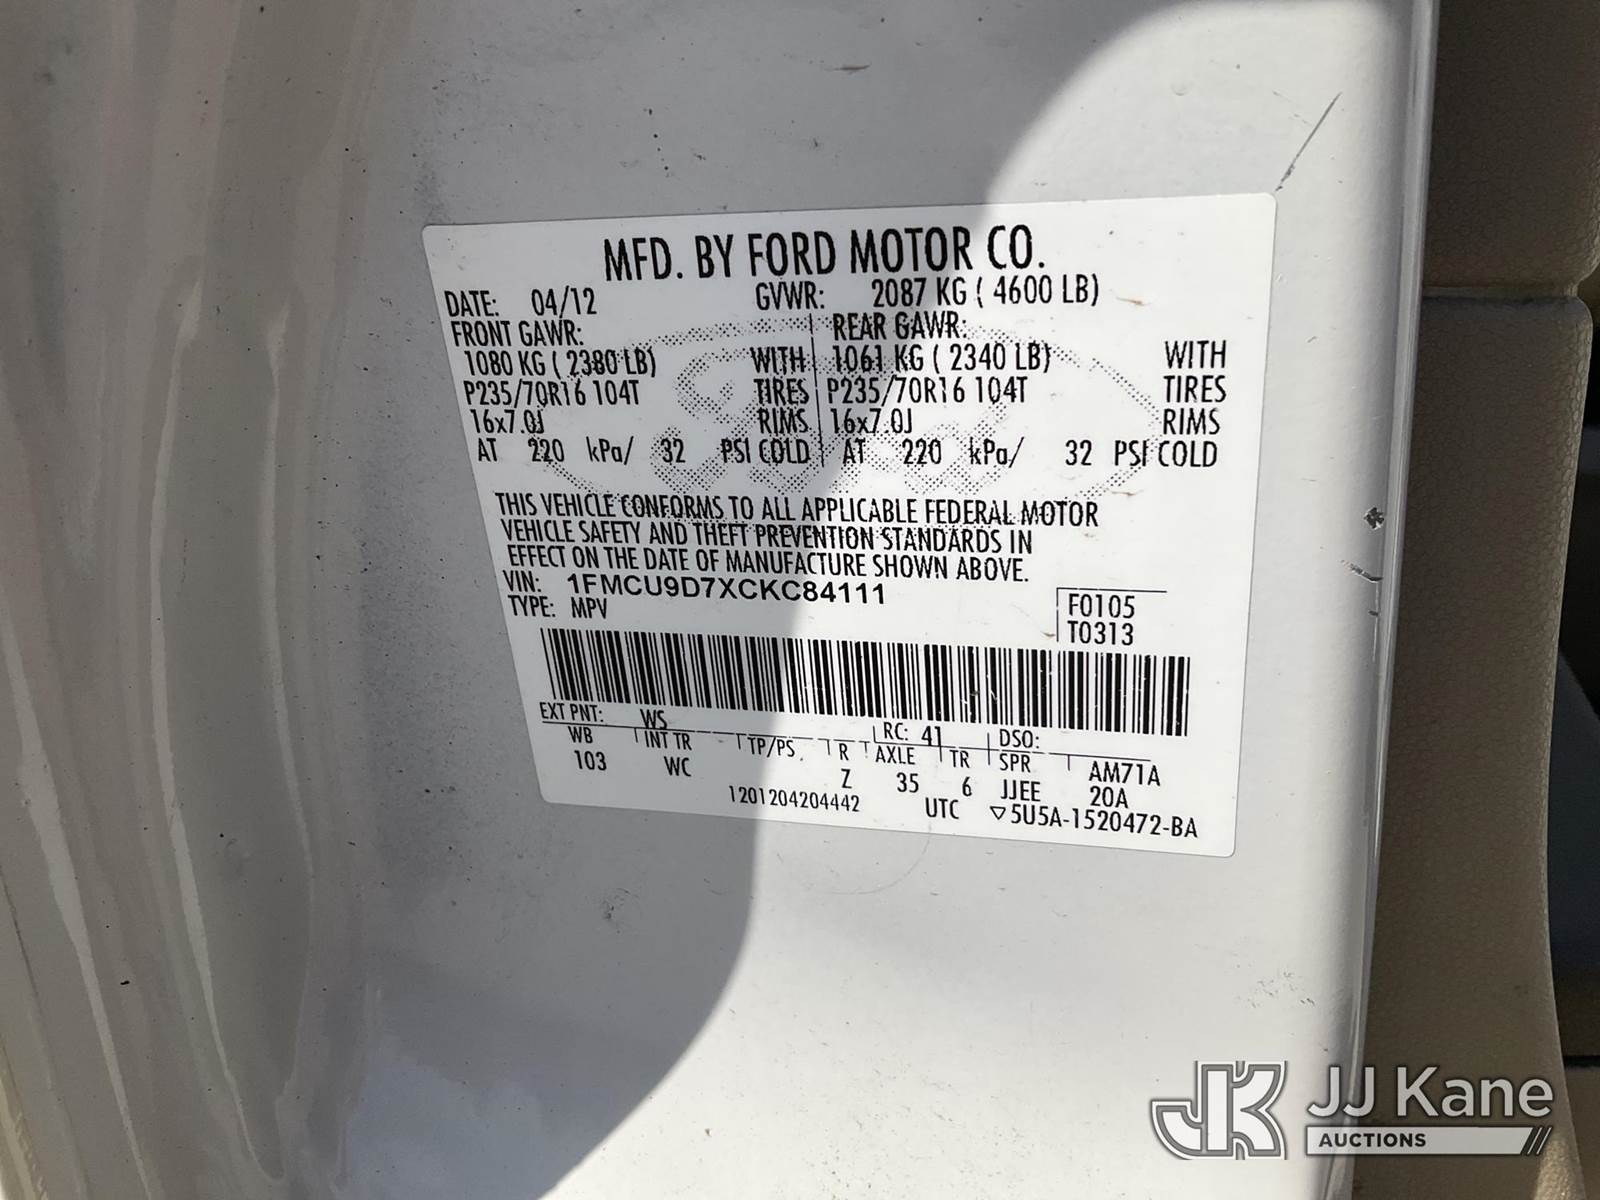 MFD. BY FORD MOTOR CO.
DATE: 04/12 GVWR: 2087 KG ( 4600 LB)
FRONT GAWR: REAR GAWR:
1080 KG ( 2380 LB) WITH 1061 KG ( 2340 LB) WITH
P235/70R16 104T TIRES P235/70R16 104T TIRES
16x7.0J RIMS 16x7.0J RIMS
AT 220 kPa/ 32 PSI COLD AT 220 kPa/ 32 PSI COLD
THIS VEHICLE CONFORMS TO ALL APPLICABLE FEDERAL MOTOR
VEHICLE SAFETY AND THEFT PREVENTION STANDARDS IN
EFFECT ON THE DATE OF MANUFACTURE SHOWN ABOVE.
VIN: 1FMCU9D7XCKC84111
TYPE: MPV
F0105
T0313
EXT PNT: WS RC: 41 DSO:
WB INT TR TP/PS R AXLE TR SPR AM71A
103 WC Z 35 6 JJEE 20A
1201204204442 UTC ▽5U5A-1520472-BA
Ford
JK JJ Kane
AUCTIONS